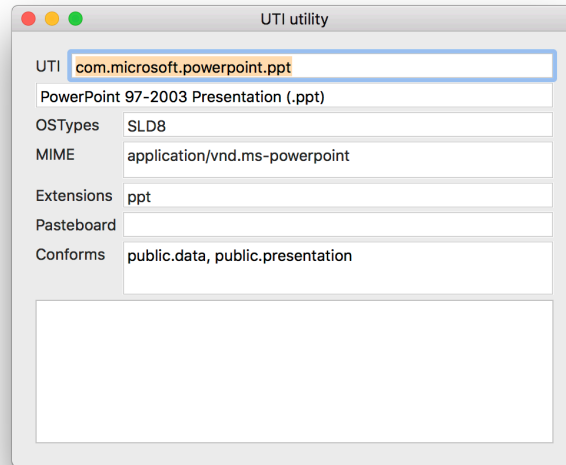 UTI utility
UTI com.microsoft.powerpoint.ppt
PowerPoint 97-2003 Presentation (.ppt)
OSTypes SLD8
MIME application/vnd.ms-powerpoint
Extensions ppt
Pasteboard
Conforms public.data, public.presentation